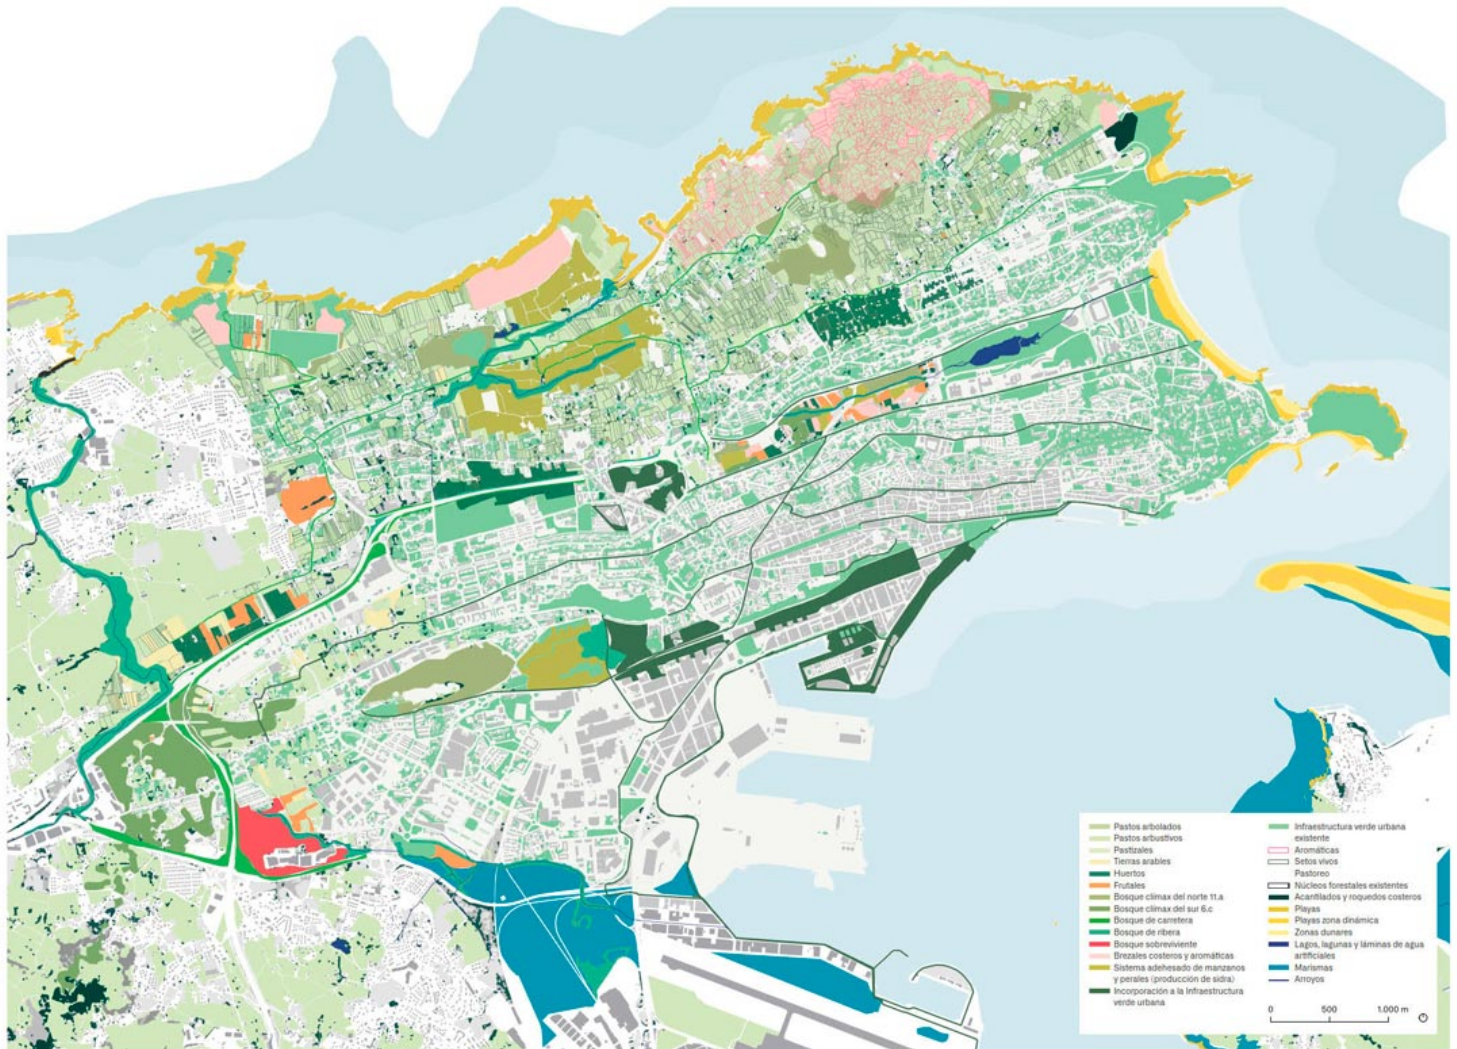 Pastos arbolados
Pastos arbustivos
Pastizales
Tierras arables
Huertos
Frutales
Bosque clímax del norte 11.a
Bosque clímax del sur 6.c
Bosque de carretera
Bosque de ribera
Bosque sobreviviente
Brezales costeros y aromáticas
Sistema adehesado de manzanos
y perales (producción de sidra)
Incorporación a la Infraestructura
verde urbana
Infraestructura verde urbana
existente
Aromáticas
Setos vivos
Pastoreo
Núcleos forestales existentes
Acantilados y roquedos costeros
Playas
Playas zona dinámica
Zonas dunares
Lagos, lagunas y láminas de agua
artificiales
Marismas
Arroyos
0 500 1.000 m